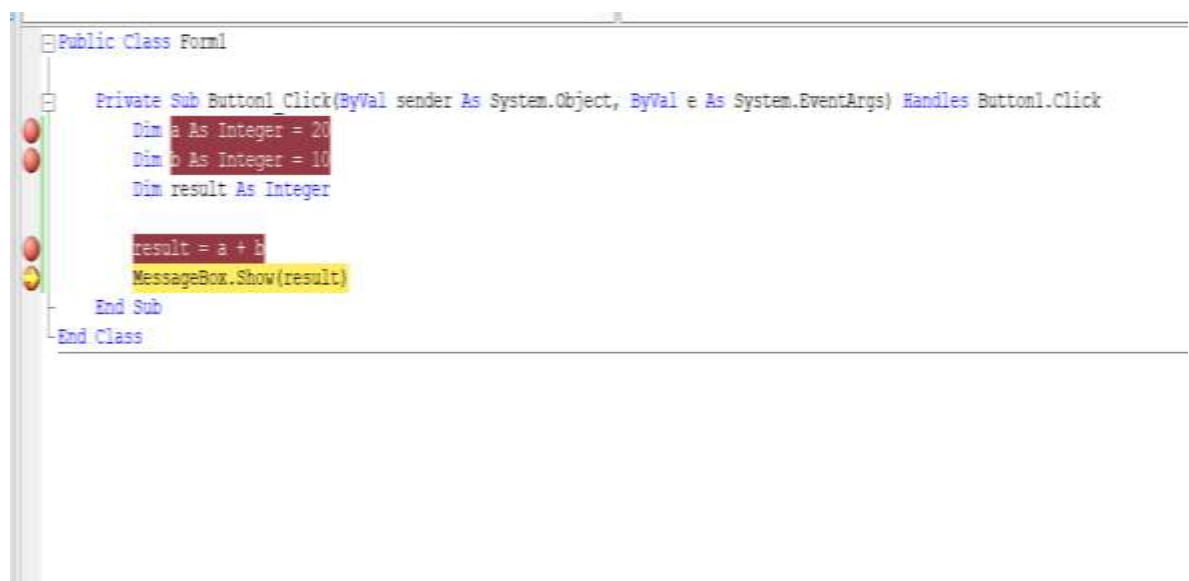 Public Class Form1
Private Sub Button1_Click(ByVal sender As System.Object, ByVal e As System.EventArgs) Handles Button1.Click
Dim a As Integer = 20
Dim b As Integer = 10
Dim result As Integer
result = a + b
MessageBox.Show(result)
End Sub
End Class